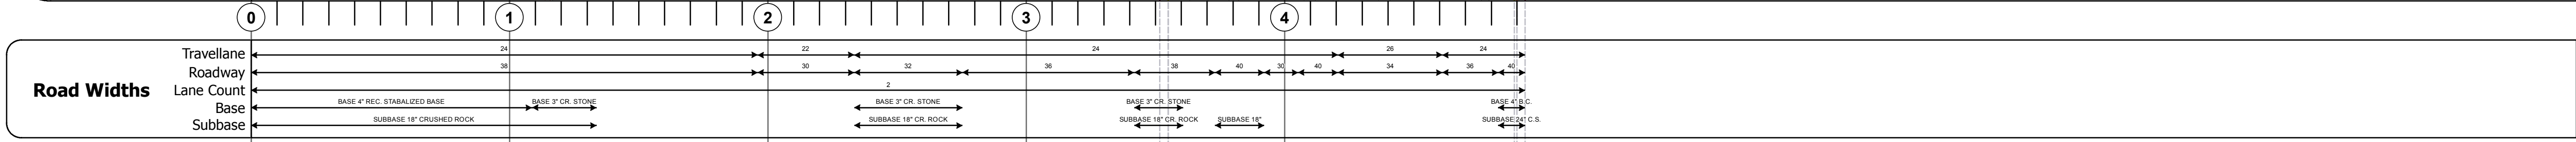 0 1 2 3 4
Road Widths
Travellane 24 22 24 26 24
Roadway 38 30 32 36 38 40 30 40 34 36 40
Lane Count 2
Base BASE 4" REC. STABALIZED BASE BASE 3" CR. STONE BASE 3" CR. STONE BASE 3" CR. STONE BASE 4" B.C.
Subbase SUBBASE 18" CRUSHED ROCK SUBBASE 18" CR. ROCK SUBBASE 18" CR. ROCK SUBBASE 18" SUBBASE 24" C.S.